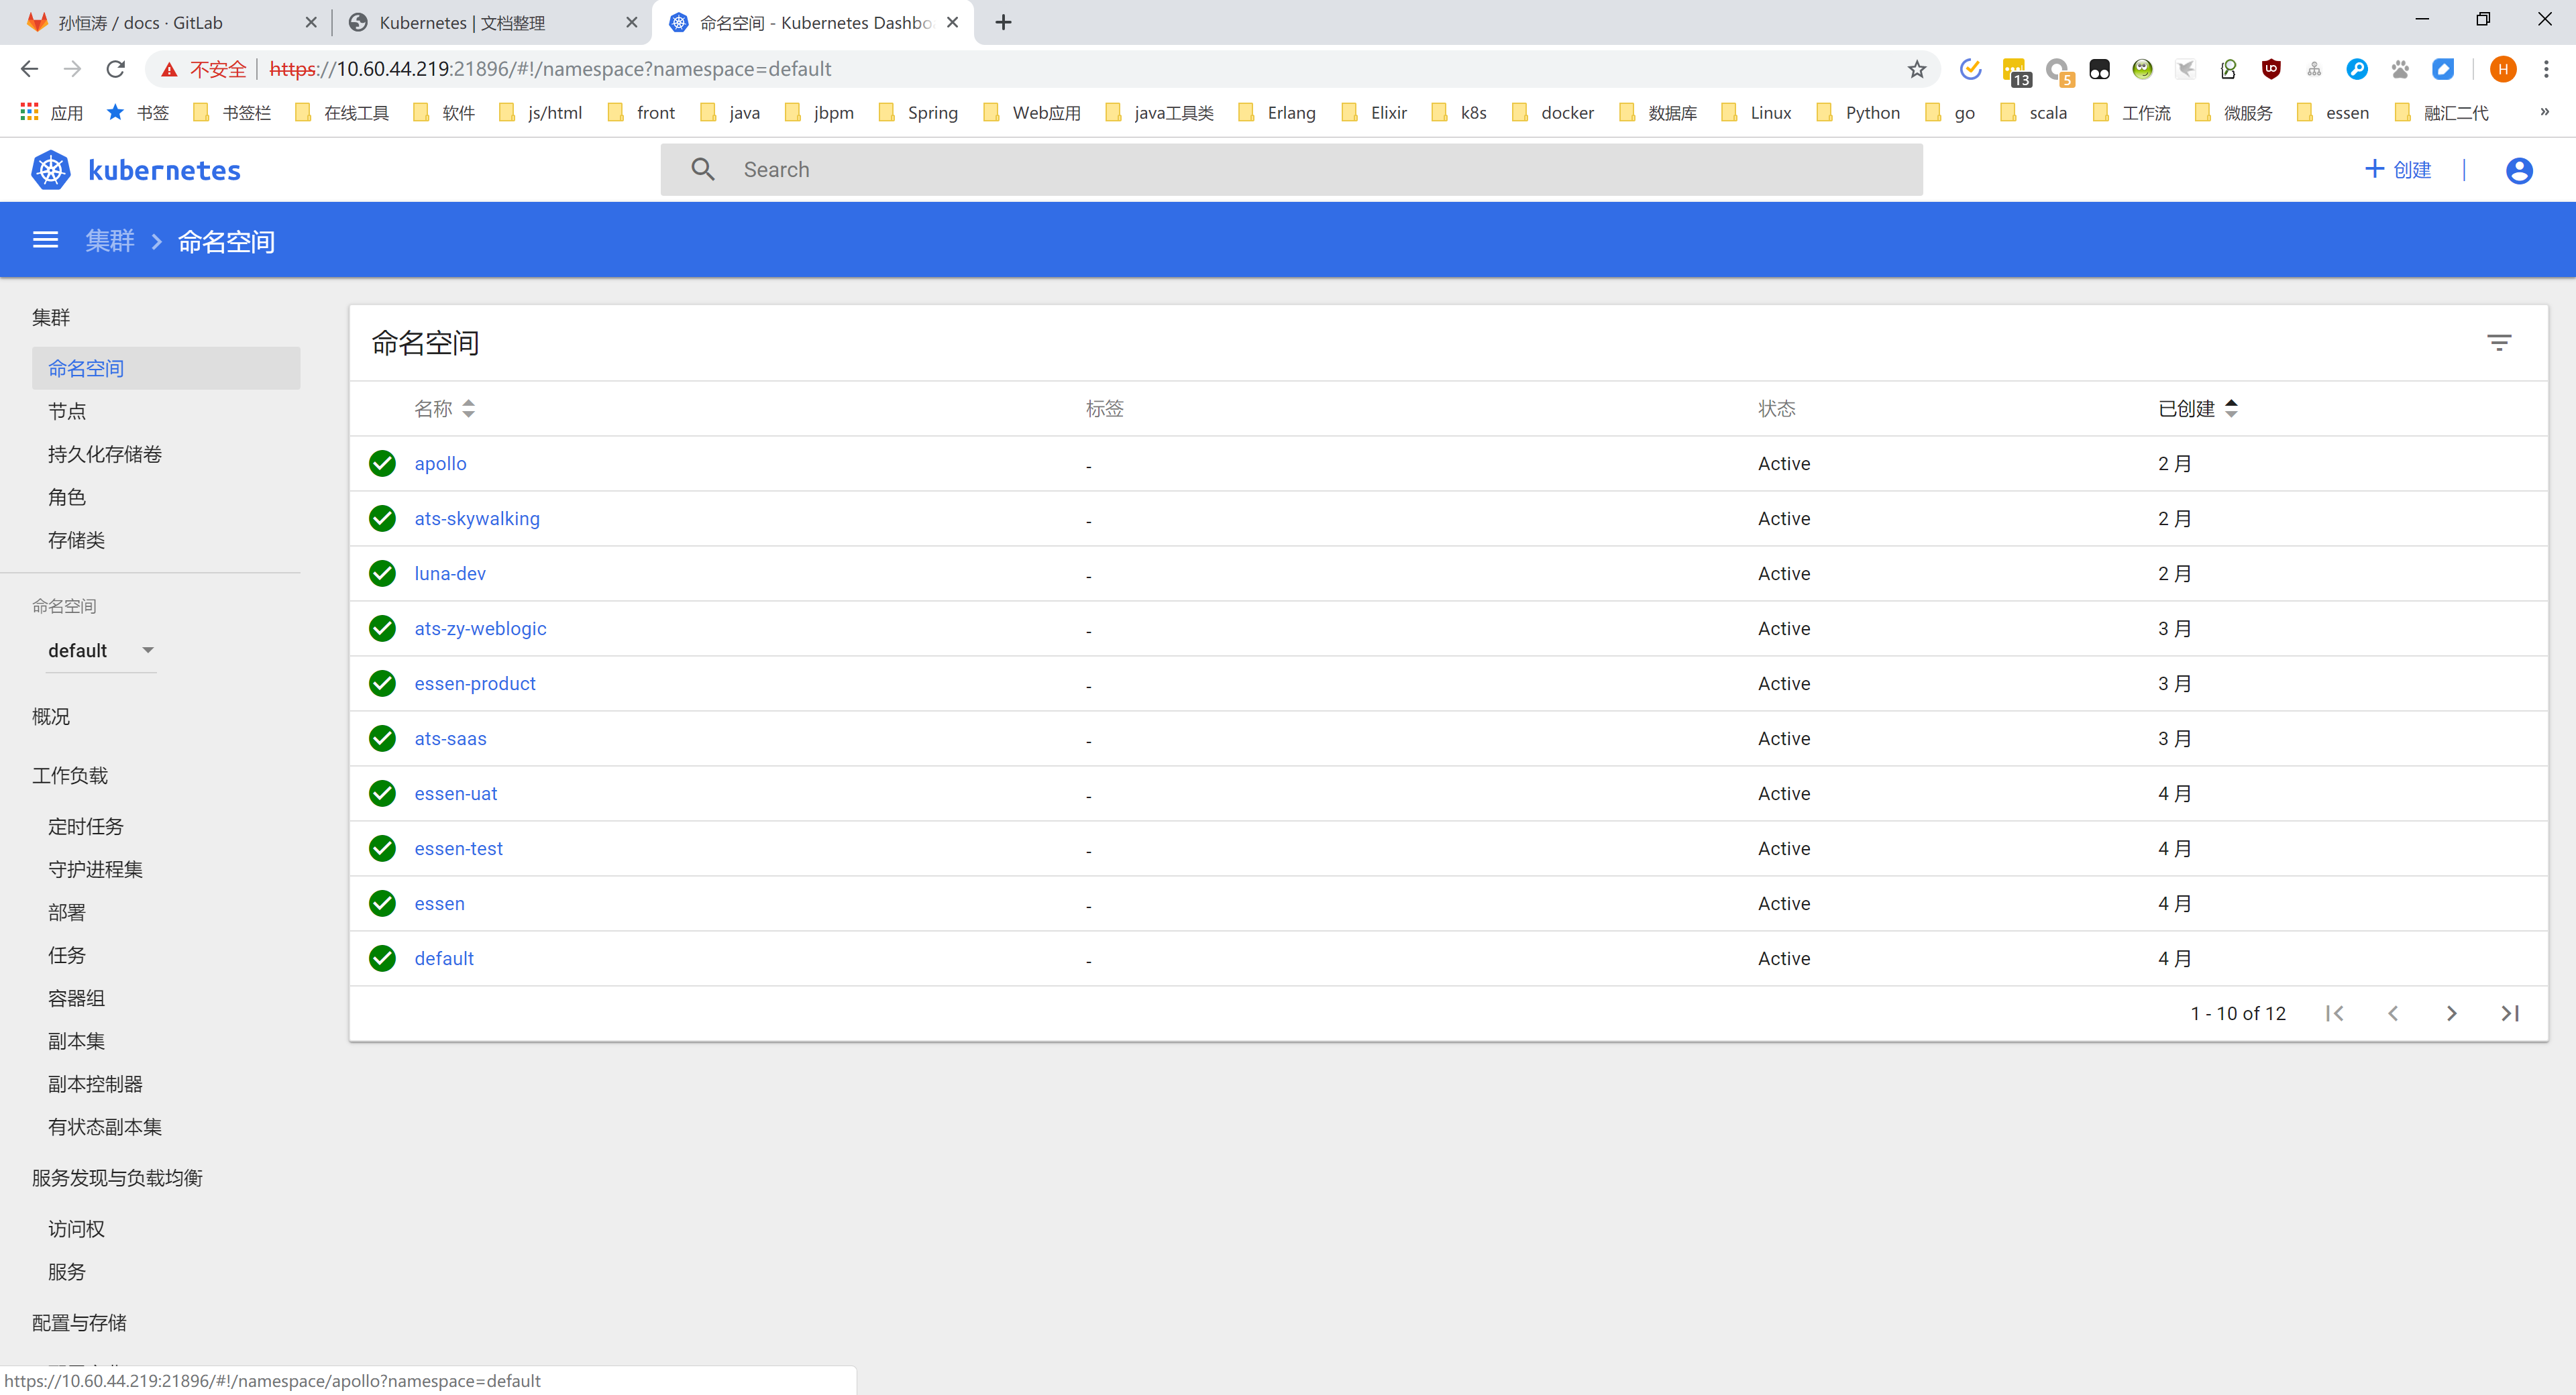 孙恒涛 / docs · GitLab
Kubernetes | 文档整理
命名空间 - Kubernetes Dashbo
不安全 https://10.60.44.219:21896/#!/namespace?namespace=default
13
5
H
应用 书签 书签栏 在线工具 软件 js/html front java jbpm Spring Web应用 java工具类 Erlang Elixir k8s docker 数据库 Linux Python go scala 工作流 微服务 essen 融汇二代 »
kubernetes
Search
创建
集群 命名空间
集群
命名空间
节点
持久化存储卷
角色
存储类
命名空间
default
概况
工作负载
定时任务
守护进程集
部署
任务
容器组
副本集
副本控制器
有状态副本集
服务发现与负载均衡
访问权
服务
配置与存储
命名空间
名称 标签 状态 已创建
apollo - Active 2 月
ats-skywalking - Active 2 月
luna-dev - Active 2 月
ats-zy-weblogic - Active 3 月
essen-product - Active 3 月
ats-saas - Active 3 月
essen-uat - Active 4 月
essen-test - Active 4 月
essen - Active 4 月
default - Active 4 月
1 - 10 of 12
https://10.60.44.219:21896/#!/namespace/apollo?namespace=default